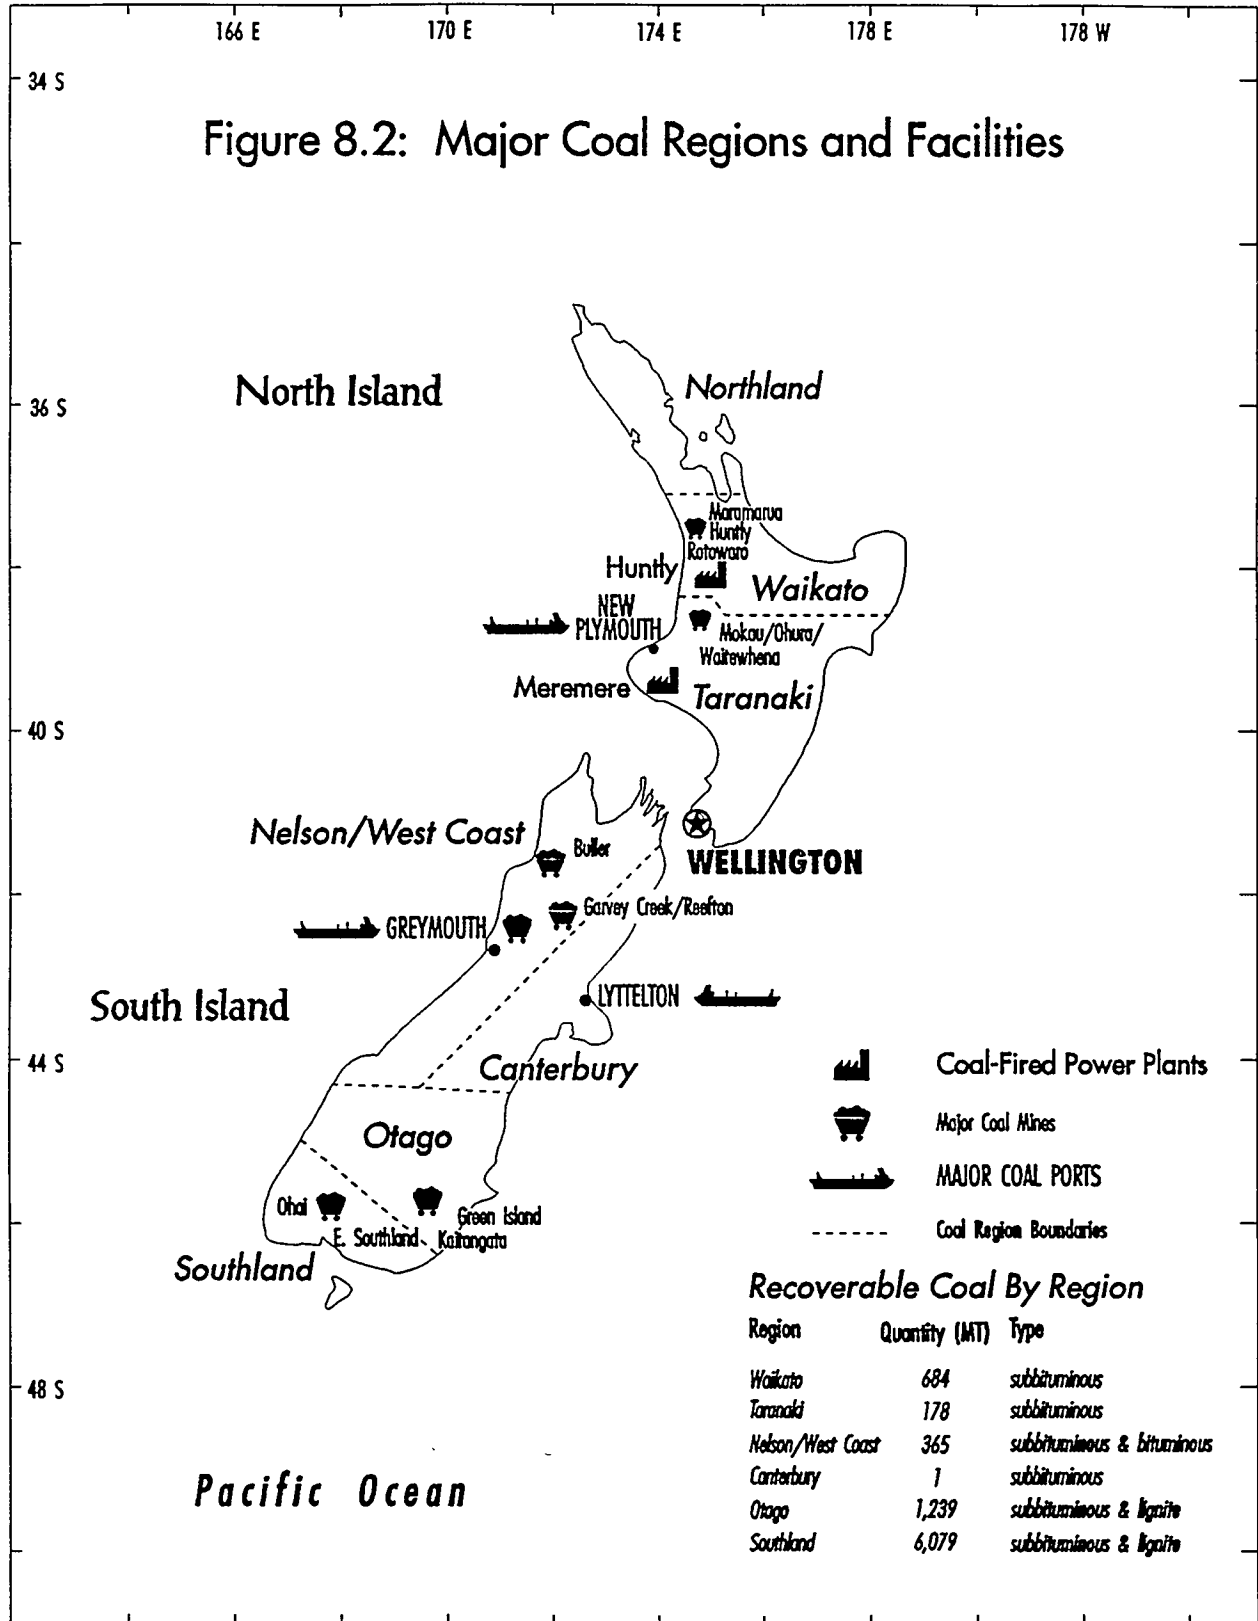 166 E 170 E 174 E 178 E 178 W
34 S
Figure 8.2: Major Coal Regions and Facilities
North Island
Northland
36 S
Maramarua
Huntly
Rotowaro
Huntly
Waikato
NEW
PLYMOUTH
Mokau/Ohura/
Waitewhena
Meremere
Taranaki
40 S
Nelson/West Coast
Buller
WELLINGTON
Garvey Creek/Reefton
GREYMOUTH
LYTTELTON
South Island
44 S
Canterbury
Coal-Fired Power Plants
Major Coal Mines
Otago
MAJOR COAL PORTS
Ohai
Green Island
E. Southland
Kaitangata
Coal Region Boundaries
Southland
Recoverable Coal By Region
Region Quantity (MT) Type
Waikato 684 subbituminous
48 S
Taranaki 178 subbituminous
Nelson/West Coast 365 subbituminous & bituminous
Canterbury 1 subbituminous
Pacific Ocean
Otago 1,239 subbituminous & lignite
Southland 6,079 subbituminous & lignite